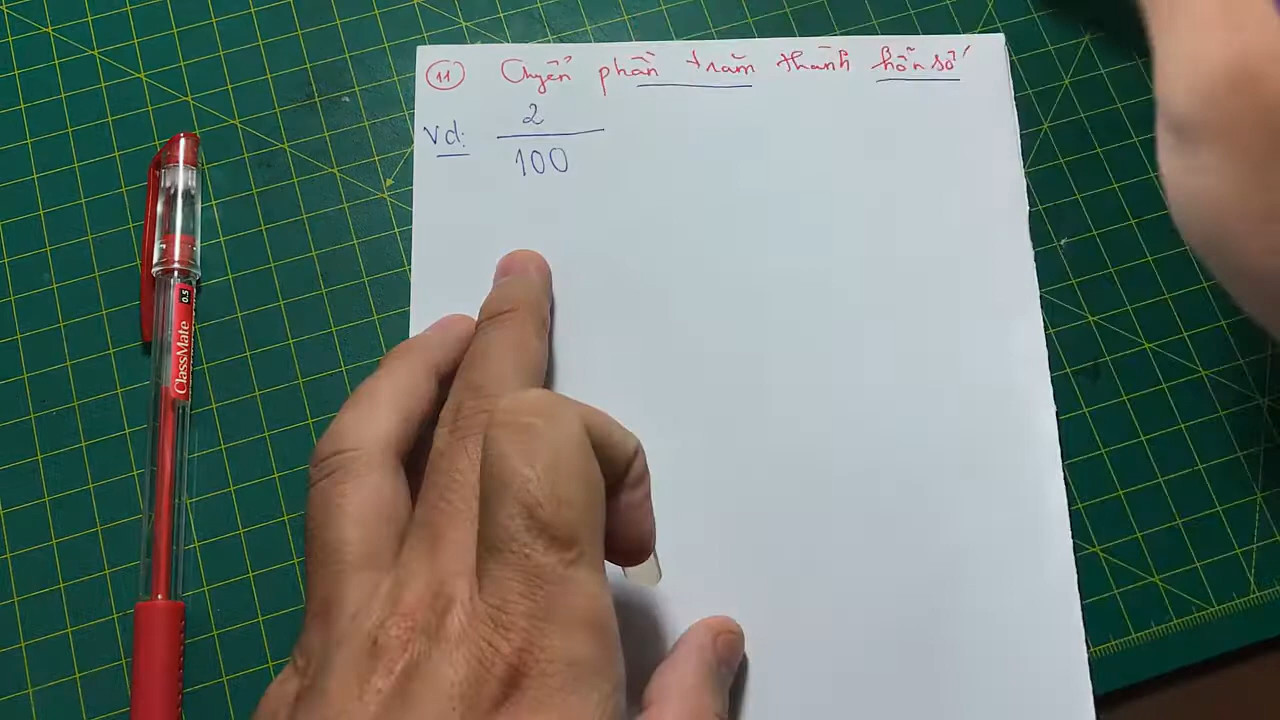 11 Chuyển phần trăm thành hỗn số
Vd: 2
100
ClassMate 0.5